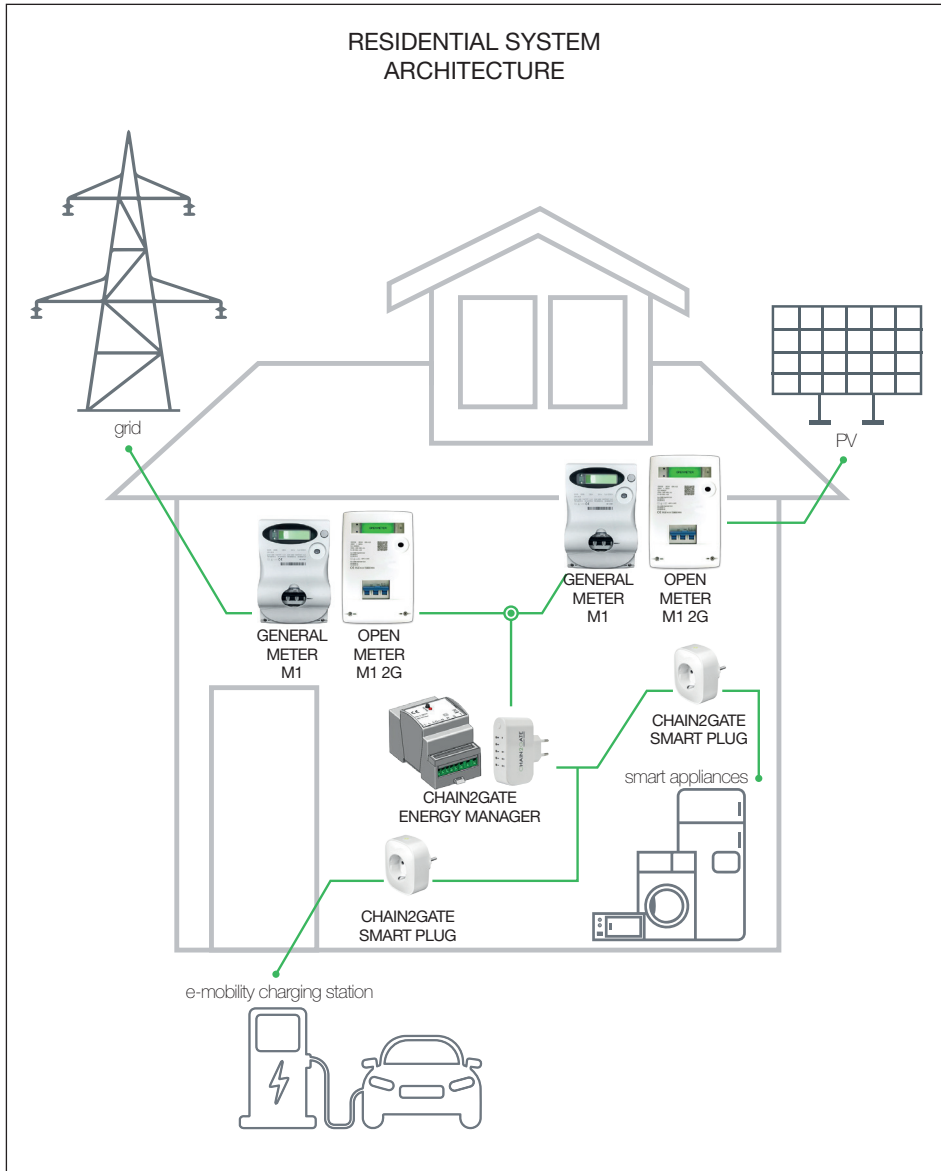 RESIDENTIAL SYSTEM
ARCHITECTURE
grid
PV
GENERAL
METER
M1
OPEN
METER
M1 2G
GENERAL
METER
M1
OPEN
METER
M1 2G
CHAIN2GATE
SMART PLUG
smart appliances
CHAIN2GATE
CHAIN2GATE
ENERGY MANAGER
CHAIN2GATE
SMART PLUG
e-mobility charging station